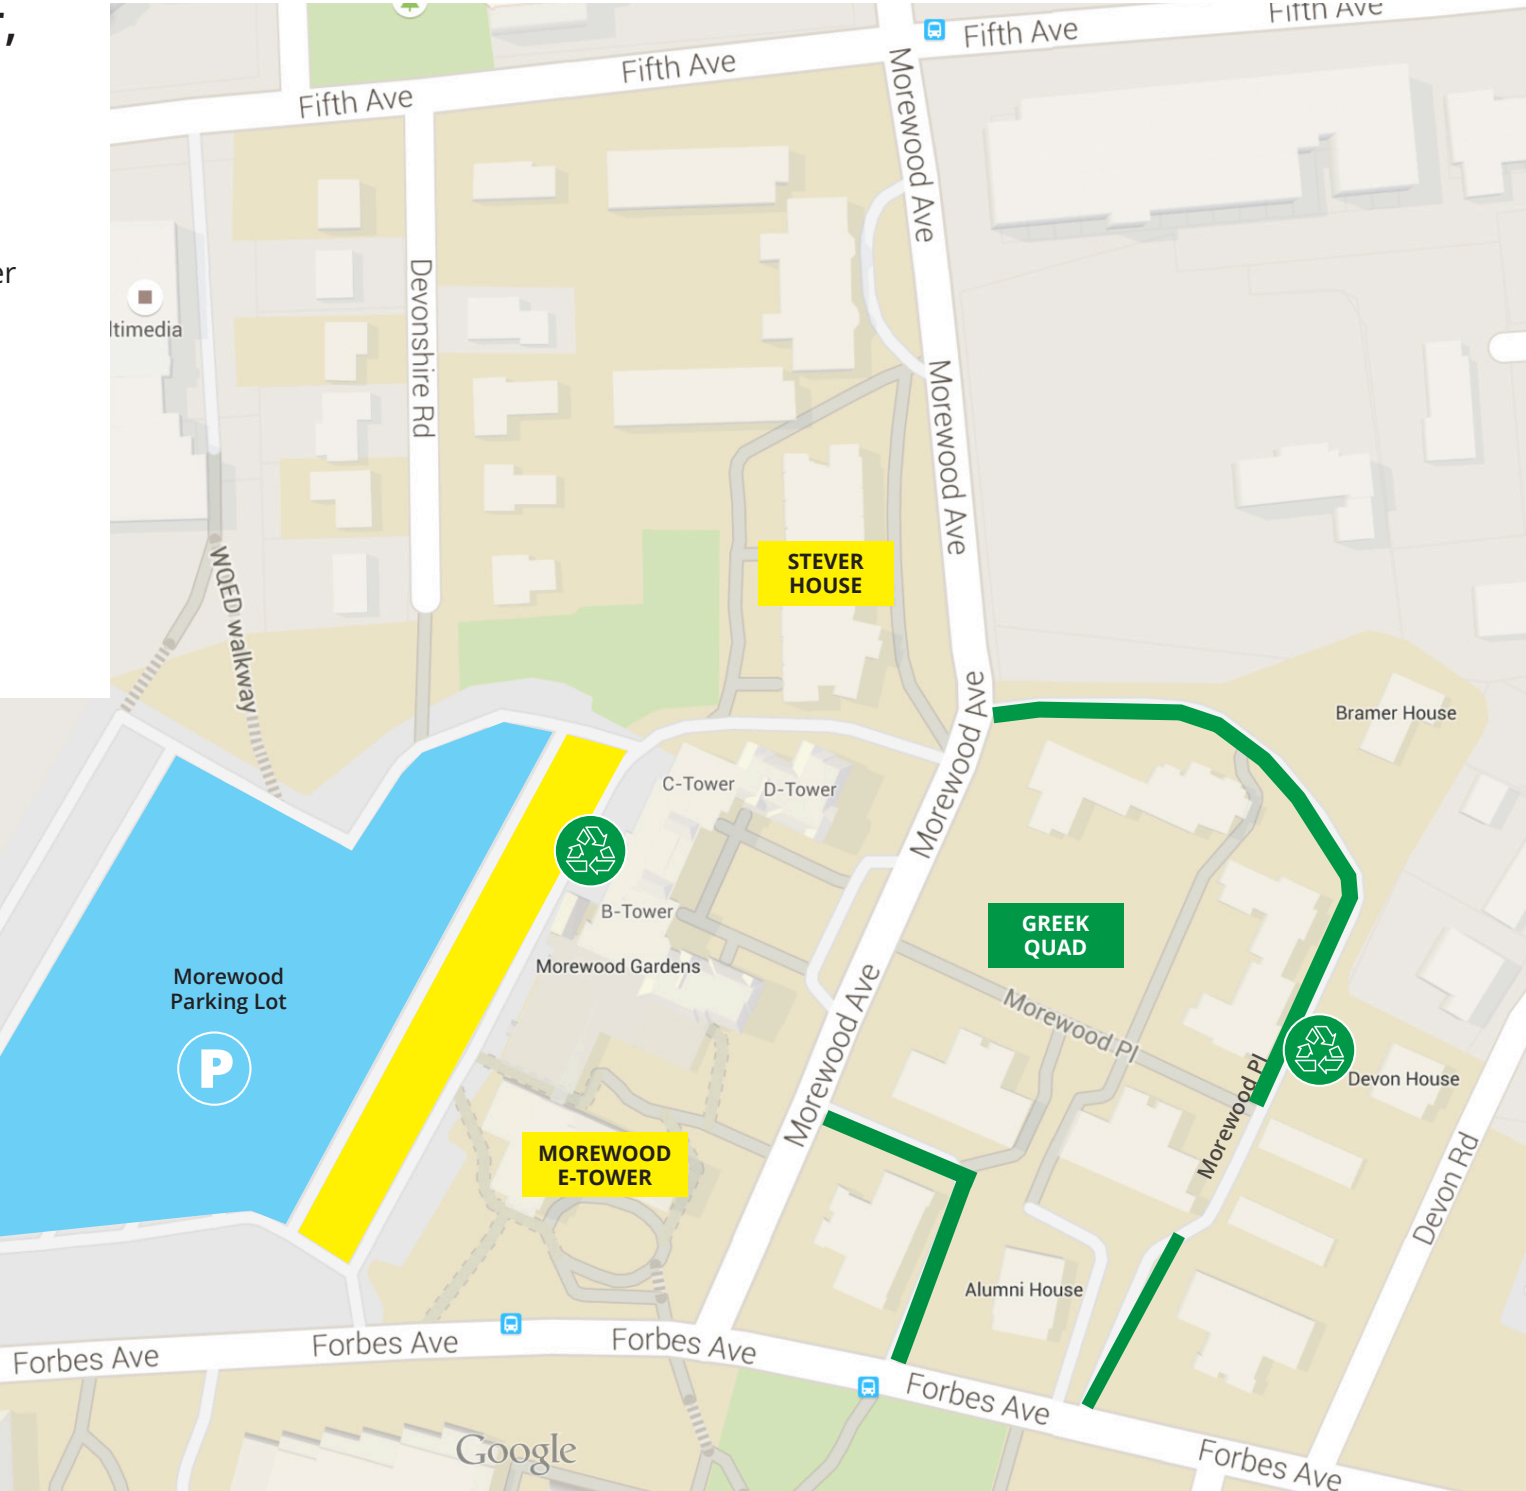 r,
er
Fifth Ave
Fifth Ave
Fifth Ave
Fifth Ave
Morewood Ave
Devonshire Rd
ltimedia
Morewood Ave
WQED walkway
STEVER
HOUSE
Morewood Ave
Bramer House
C-Tower
D-Tower
B-Tower
Morewood Gardens
GREEK
QUAD
Morewood
Parking Lot
P
Morewood Ave
Morewood Pl
Morewood Pl
Devon House
MOREWOOD
E-TOWER
Devon Rd
Alumni House
Forbes Ave
Forbes Ave
Forbes Ave
Forbes Ave
Forbes Ave
Google